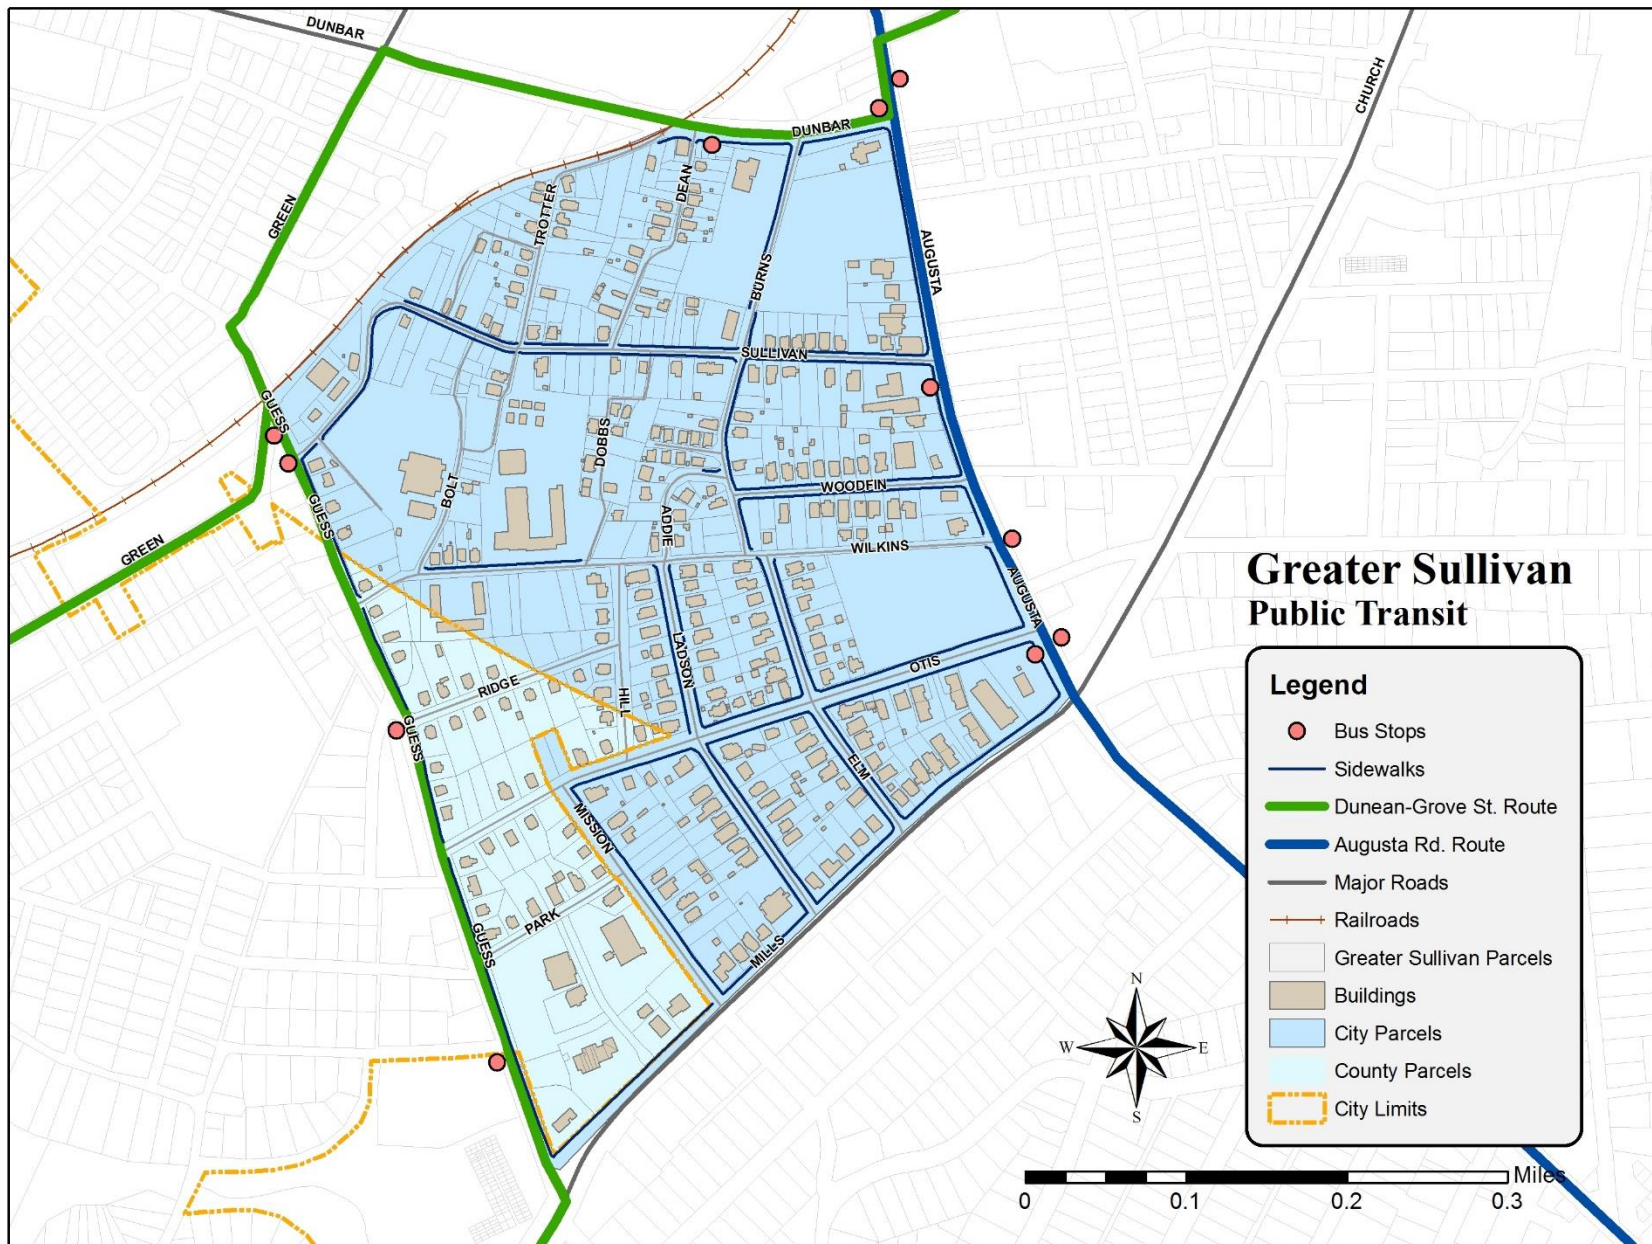 DUNBAR
CHURCH
DUNBAR
DEAN
TROTTER
GREEN
AUGUSTA
BURNS
SULLIVAN
GUESS
DOBBS
BOLT
WOODFIN
GUESS
ADDIE
GREEN
WILKINS
AUGUSTA
Greater Sullivan
Public Transit
LADSON
OTIS
RIDGE
HILL
GUESS
ELM
MISSION
PARK
GUESS
MILLS
Legend
Bus Stops
Sidewalks
Dunean-Grove St. Route
Augusta Rd. Route
Major Roads
Railroads
Greater Sullivan Parcels
Buildings
City Parcels
County Parcels
City Limits
N
W
E
S
Miles
0 0.1 0.2 0.3